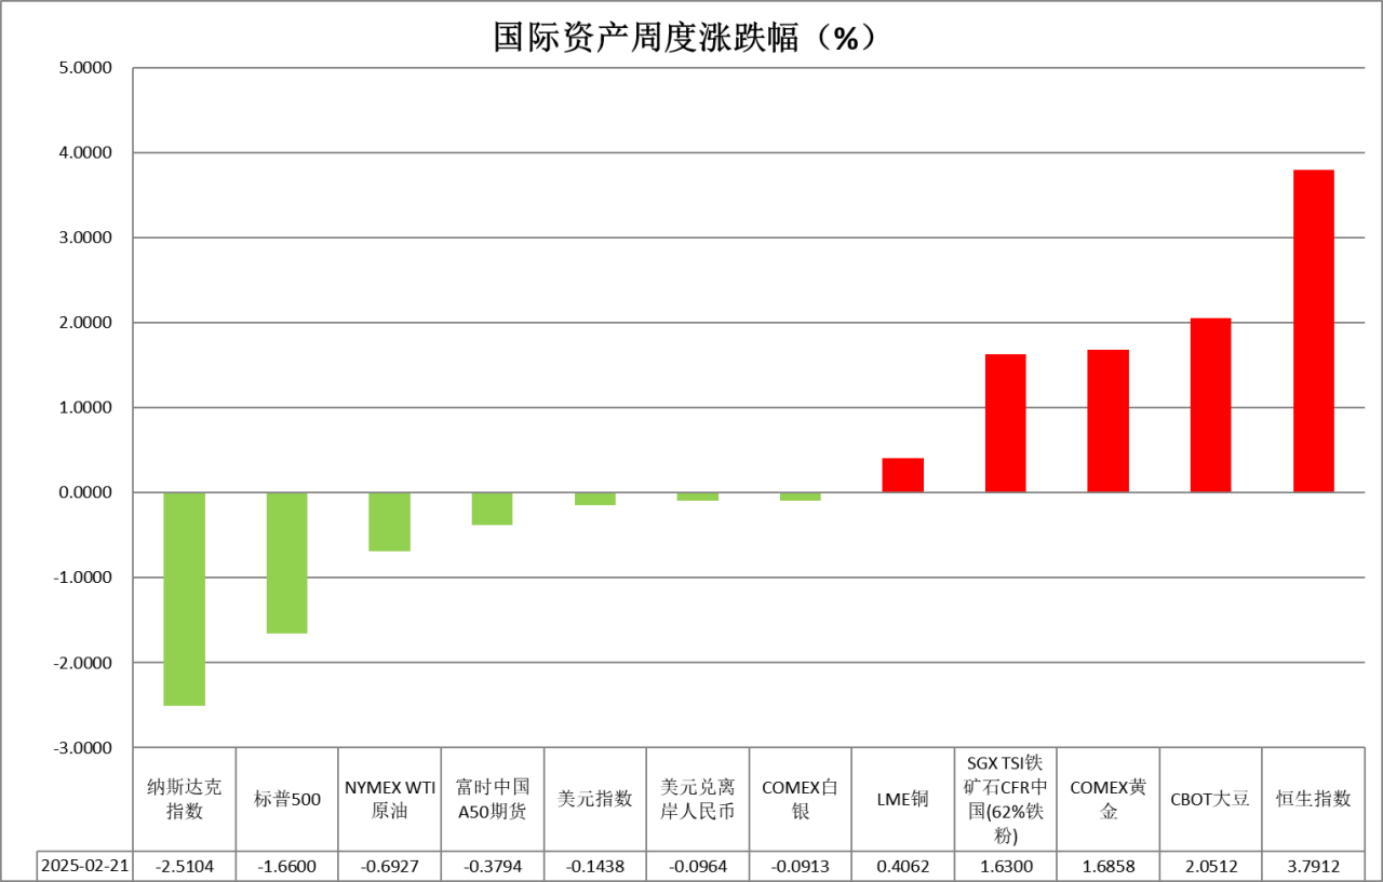 国际资产周度涨跌幅（%）
5.0000
4.0000
3.0000
2.0000
1.0000
0.0000
-1.0000
-2.0000
-3.0000
纳斯达克
指数
标普500
NYMEX WTI
原油
富时中国
A50期货
美元指数
美元兑离
岸人民币
COMEX白
银
LME铜
SGX TSI铁
矿石CFR中
国(62%铁
粉)
COMEX黄
金
CBOT大豆
恒生指数
2025-02-21 -2.5104 -1.6600 -0.6927 -0.3794 -0.1438 -0.0964 -0.0913 0.4062 1.6300 1.6858 2.0512 3.7912